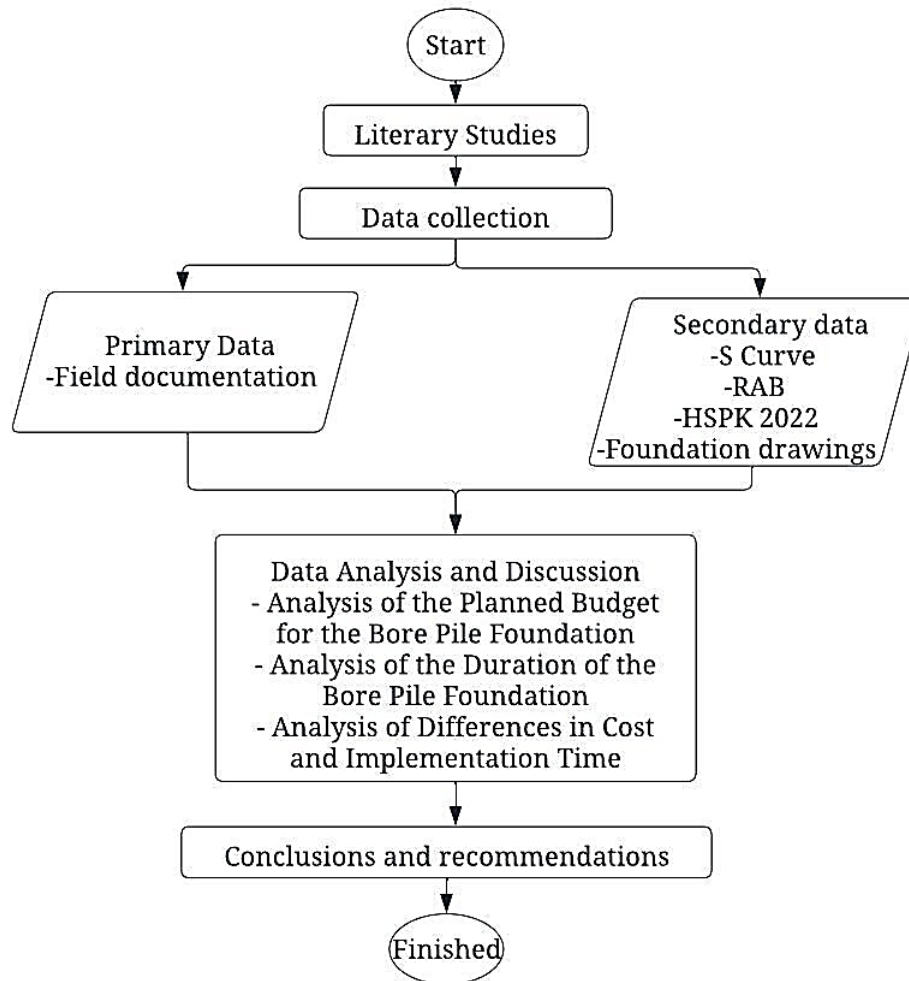 Start
Literary Studies
Data collection
Primary Data
-Field documentation
Secondary data
-S Curve
-RAB
-HSPK 2022
-Foundation drawings
Data Analysis and Discussion
- Analysis of the Planned Budget
for the Bore Pile Foundation
- Analysis of the Duration of the
Bore Pile Foundation
- Analysis of Differences in Cost
and Implementation Time
Conclusions and recommendations
Finished